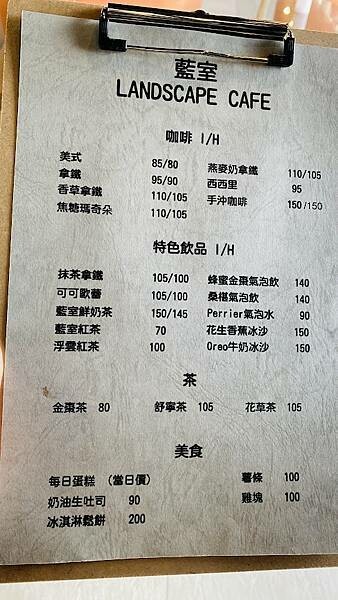 藍室
LANDSCAPE CAFE
咖啡 I/H
美式 85/80
拿鐵 95/90
香草拿鐵 110/105
焦糖瑪奇朵 110/105
燕麥奶拿鐵 110/105
西西里 95
手沖咖啡 150/150
特色飲品 I/H
抹茶拿鐵 105/100
可可歐蕾 105/100
藍室鮮奶茶 150/145
藍室紅茶 70
浮雲紅茶 100
蜂蜜金棗氣泡飲 140
桑椹氣泡飲 140
Perrier氣泡水 90
花生香蕉冰沙 150
Oreo牛奶冰沙 150
茶
金棗茶 80 舒寧茶 105 花草茶 105
美食
每日蛋糕 (當日價)
奶油生吐司 90
冰淇淋鬆餅 200
薯條 100
雞塊 100